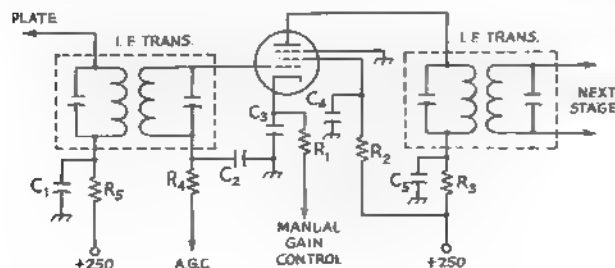 PLATE
I.F. TRANS.
I.F. TRANS.
C3
C4
NEXT
STAGE
R1
R2
C1
R5
R4
C2
C5
R3
MANUAL
GAIN
CONTROL
+250
A.G.C.
+250